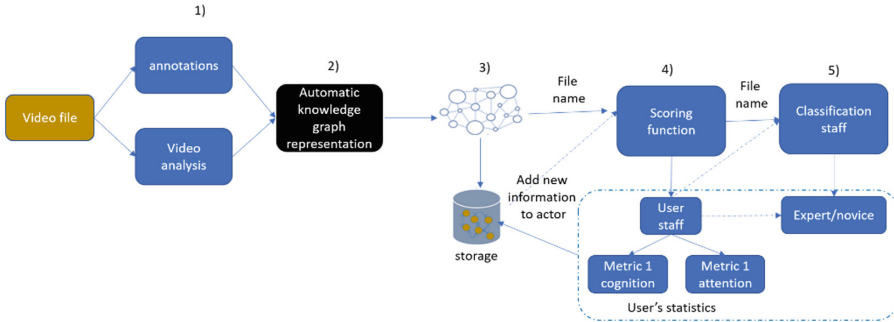 1)
annotations
Video file
Video
analysis
2)
Automatic
knowledge
graph
representation
3)
File
name
4)
Scoring
function
File
name
5)
Classification
staff
Add new
information
to actor
storage
User
staff
Expert/novice
Metric 1
cognition
Metric 1
attention
User's statistics